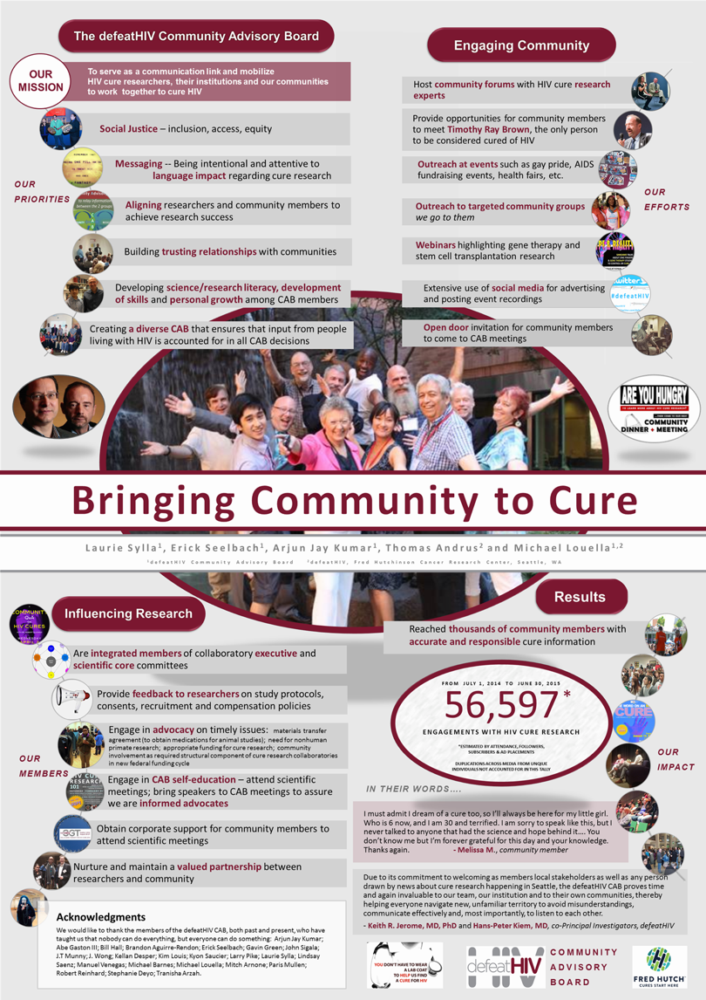 The defeatHIV Community Advisory Board
OUR
MISSION
To serve as a communication link and mobilize
HIV cure researchers, their institutions and our communities
to work together to cure HIV
OUR
PRIORITIES
Social Justice – inclusion, access, equity
Messaging -- Being intentional and attentive to
language impact regarding cure research
Aligning researchers and community members to
achieve research success
Building trusting relationships with communities
Developing science/research literacy, development
of skills and personal growth among CAB members
Creating a diverse CAB that ensures that input from people
living with HIV is accounted for in all CAB decisions
Engaging Community
Host community forums with HIV cure research
experts
Provide opportunities for community members
to meet Timothy Ray Brown, the only person
to be considered cured of HIV
Outreach at events such as gay pride, AIDS
fundraising events, health fairs, etc.
Outreach to targeted community groups
we go to them
Webinars highlighting gene therapy and
stem cell transplantation research
Extensive use of social media for advertising
and posting event recordings
Open door invitation for community members
to come to CAB meetings
OUR
EFFORTS
twitter
#defeatHIV
ARE YOU HUNGRY
TO LEARN MORE ABOUT HIV CURE RESEARCH?
COMMUNITY
DINNER + MEETING
Bringing Community to Cure
Laurie Sylla1, Erick Seelbach1, Arjun Jay Kumar1, Thomas Andrus2 and Michael Louella1,2
1defeatHIV Community Advisory Board 2defeatHIV, Fred Hutchinson Cancer Research Center, Seattle, WA
Influencing Research
COMMUNITY
Q&A
ON
HIV CURES
OUR
MEMBERS
Are integrated members of collaboratory executive and
scientific core committees
Provide feedback to researchers on study protocols,
consents, recruitment and compensation policies
Engage in advocacy on timely issues: materials transfer
agreement (to obtain medications for animal studies); need for nonhuman
primate research; appropriate funding for cure research; community
involvement as required structural component of cure research collaboratories
in new federal funding cycle
Engage in CAB self-education – attend scientific
meetings; bring speakers to CAB meetings to assure
we are informed advocates
Obtain corporate support for community members to
attend scientific meetings
Nurture and maintain a valued partnership between
researchers and community
Acknowledgments
We would like to thank the members of the defeatHIV CAB, both past and present, who have
taught us that nobody can do everything, but everyone can do something: Arjun Jay Kumar;
Abe Gaston III; Bill Hall; Brandon Aguirre-Rendon; Erick Seelbach; Gavin Green; John Sigala;
J.T Munny; J. Wong; Kellan Desper; Kim Louis; Kyon Saucier; Larry Pike; Laurie Sylla; Lindsay
Saenz; Manuel Venegas; Michael Barnes; Michael Louella; Mitch Arnone; Paris Mullen;
Robert Reinhard; Stephanie Deyo; Tranisha Arzah.
Results
Reached thousands of community members with
accurate and responsible cure information
FROM JULY 1, 2014 TO JUNE 30, 2015
56,597*
ENGAGEMENTS WITH HIV CURE RESEARCH
*ESTIMATED BY ATTENDANCE, FOLLOWERS,
SUBSCRIBERS & AD PLACEMENTS
DUPLICATIONS ACROSS MEDIA FROM UNIQUE
INDIVIDUALS NOT ACCOUNTED FOR IN THIS TALLY
OUR
IMPACT
IN THEIR WORDS....
I must admit I dream of a cure too, so I'll always be here for my little girl.
Who is 6 now, and I am 30 and terrified. I am sorry to speak like this, but I
never talked to anyone that had the science and hope behind it.... You
don't know me but I'm forever grateful for this day and your knowledge.
Thanks again. - Melissa M., community member
Due to its commitment to welcoming as members local stakeholders as well as any person
drawn by news about cure research happening in Seattle, the defeatHIV CAB proves time
and again invaluable to our team, our institution and to their own communities, thereby
helping everyone navigate new, unfamiliar territory to avoid misunderstandings,
communicate effectively and, most importantly, to listen to each other.
- Keith R. Jerome, MD, PhD and Hans-Peter Kiem, MD, co-Principal Investigators, defeatHIV
YOU DON'T HAVE TO WEAR
A LAB COAT
TO HELP US FIND
A CURE FOR HIV
defeatHIV
COMMUNITY
ADVISORY
BOARD
FRED HUTCH
CURES START HERE